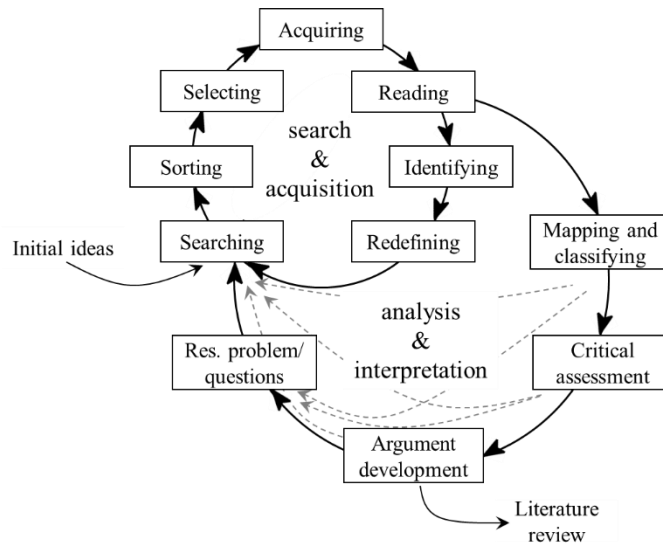 Acquiring
Selecting
Reading
search
&
acquisition
Sorting
Identifying
Initial ideas
Searching
Redefining
Mapping and
classifying
analysis
&
interpretation
Res. problem/
questions
Critical
assessment
Argument
development
Literature
review